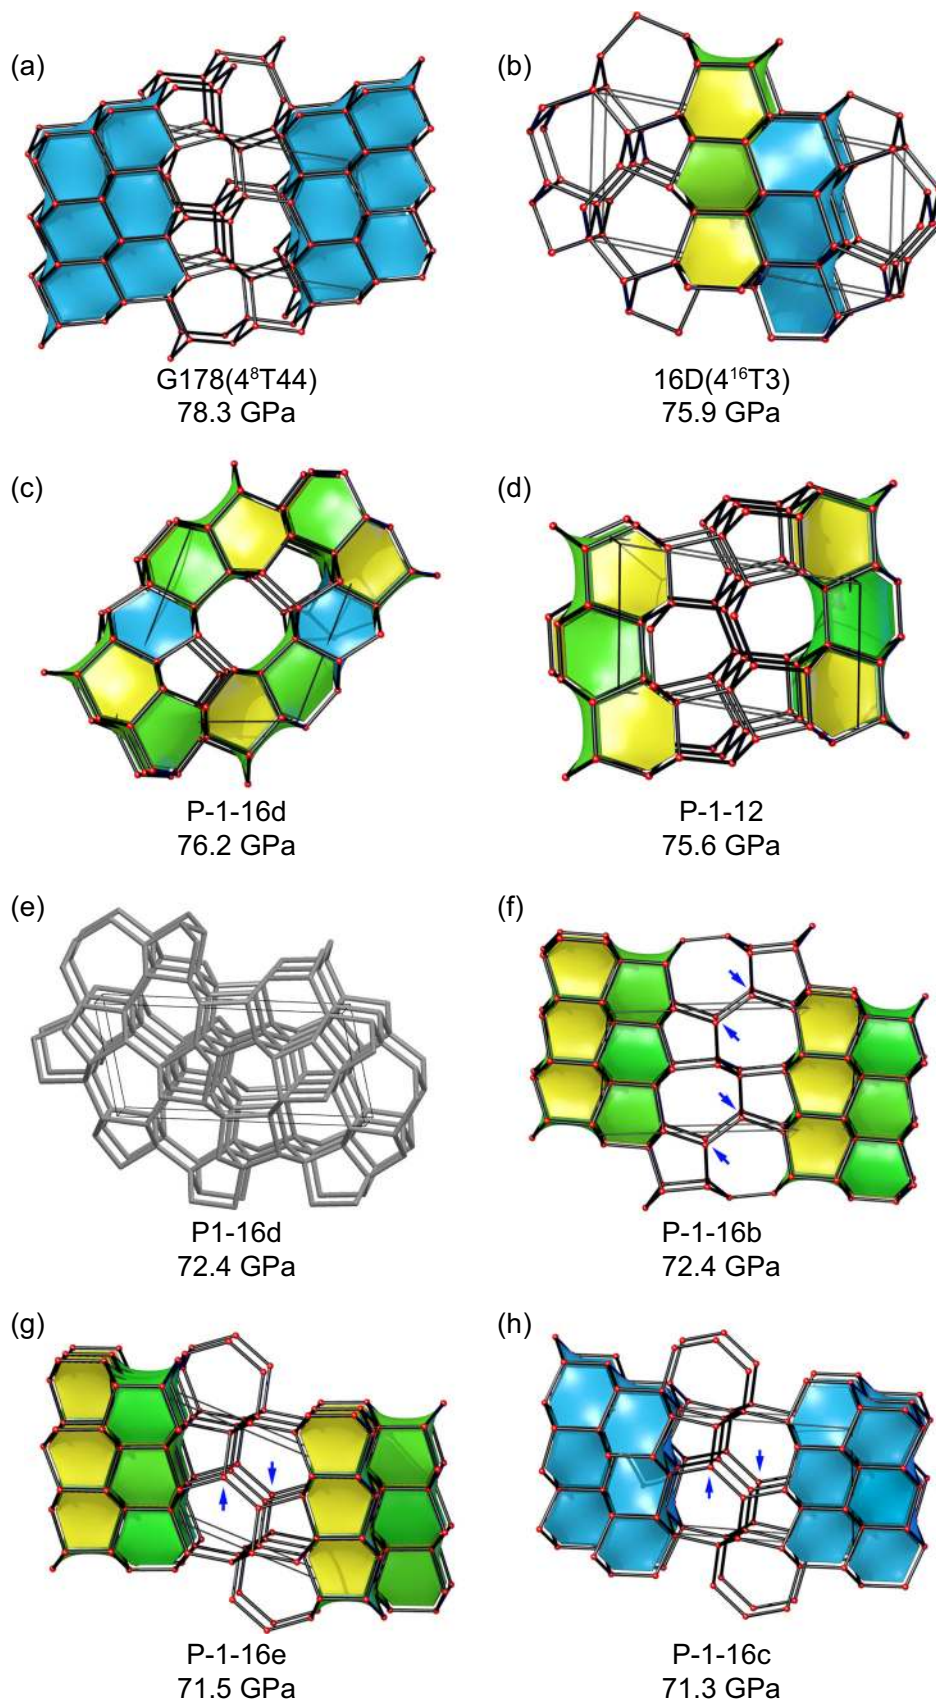 (a)
(b)
G178(4⁸T44)
78.3 GPa
16D(4¹⁶T3)
75.9 GPa
(c)
(d)
P-1-16d
76.2 GPa
P-1-12
75.6 GPa
(e)
(f)
P1-16d
72.4 GPa
P-1-16b
72.4 GPa
(g)
(h)
P-1-16e
71.5 GPa
P-1-16c
71.3 GPa